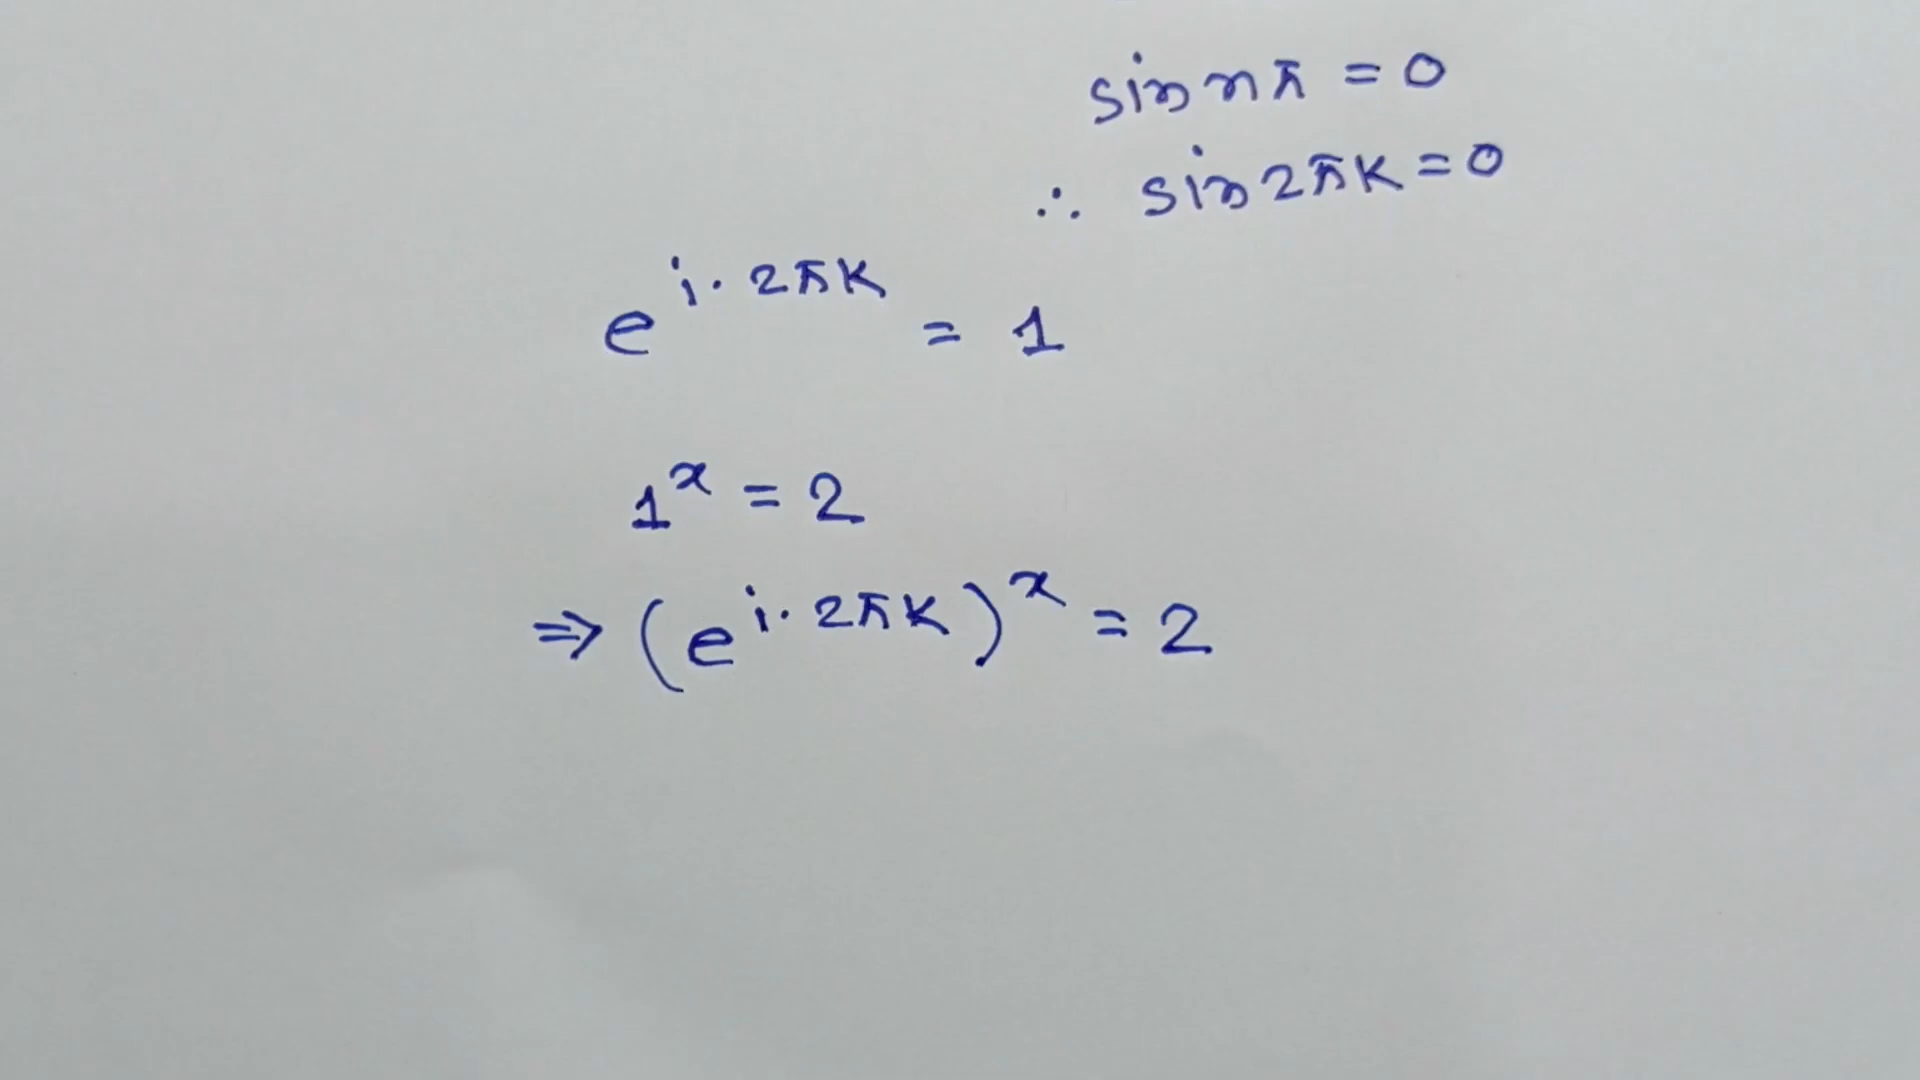 sin nπ = 0
∴ sin 2πk = 0
e^{i·2πk} = 1
1^x = 2
⇒ (e^{i·2πk})^x = 2